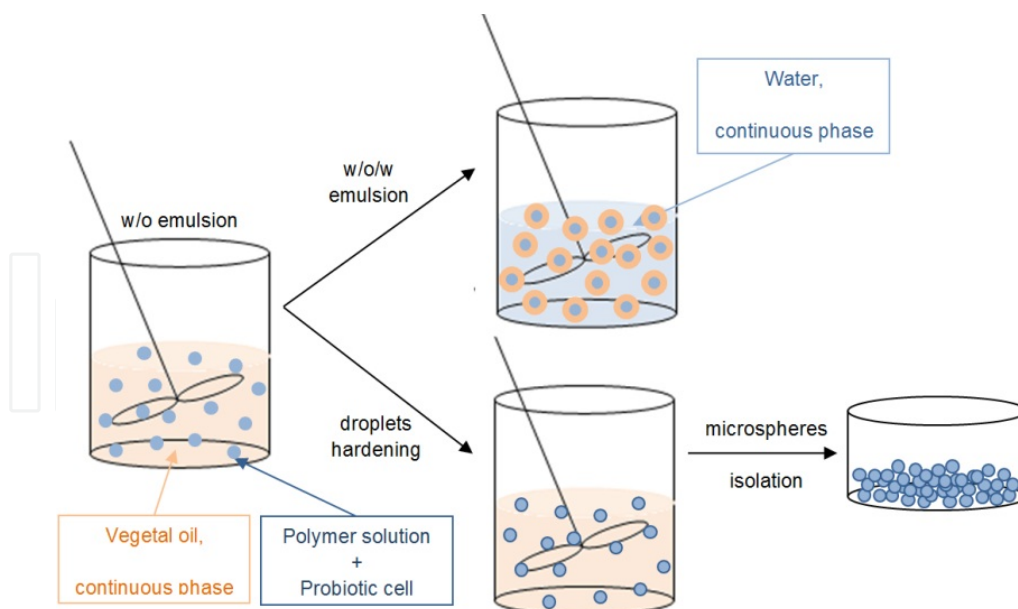 Water,
continuous phase
w/o/w
emulsion
w/o emulsion
droplets
hardening
microspheres
isolation
Vegetal oil,
continuous phase
Polymer solution
+
Probiotic cell